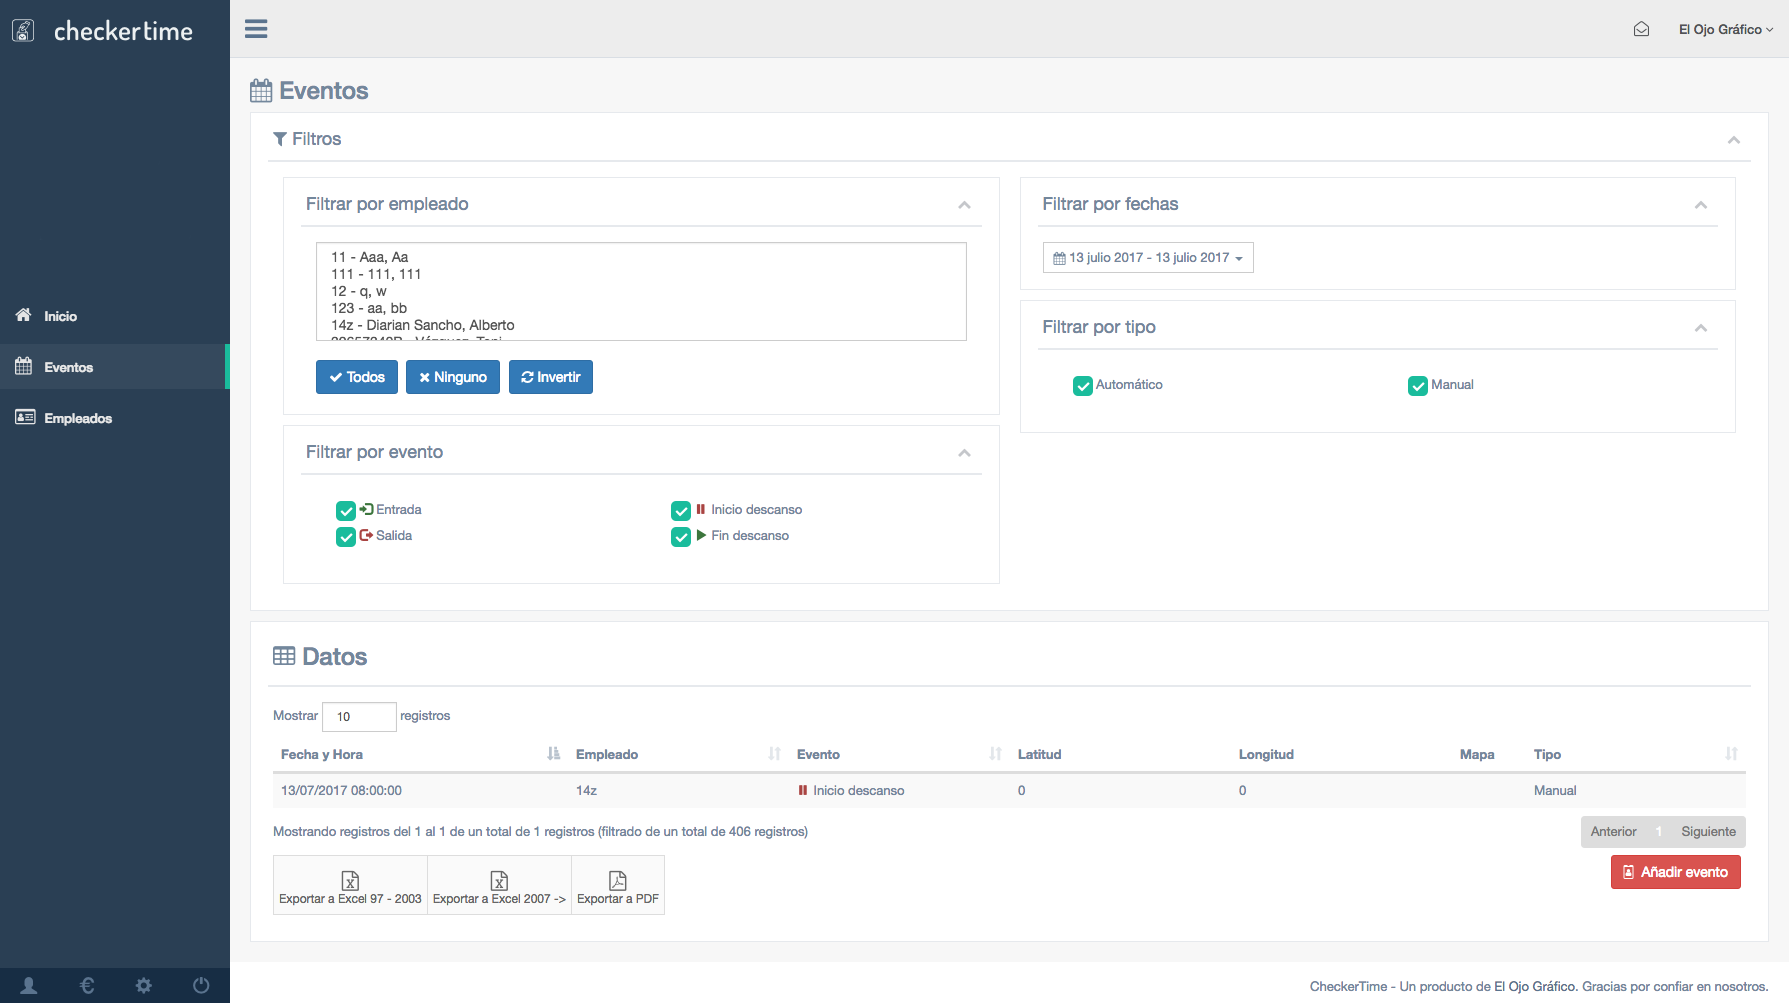 checkertime
El Ojo Gráfico
Inicio
Eventos
Empleados
Eventos
Filtros
Filtrar por empleado
11 - Aaa, Aa
111 - 111, 111
12 - q, w
123 - aa, bb
14z - Diarian Sancho, Alberto
Todos
Ninguno
Invertir
Filtrar por evento
Entrada
Inicio descanso
Salida
Fin descanso
Filtrar por fechas
13 julio 2017 - 13 julio 2017
Filtrar por tipo
Automático
Manual
Datos
Mostrar 10 registros
Fecha y Hora Empleado Evento Latitud Longitud Mapa Tipo
13/07/2017 08:00:00 14z Inicio descanso 0 0 Manual
Mostrando registros del 1 al 1 de un total de 1 registros (filtrado de un total de 406 registros)
Anterior 1 Siguiente
Exportar a Excel 97 - 2003
Exportar a Excel 2007 ->
Exportar a PDF
Añadir evento
CheckerTime - Un producto de El Ojo Gráfico. Gracias por confiar en nosotros.